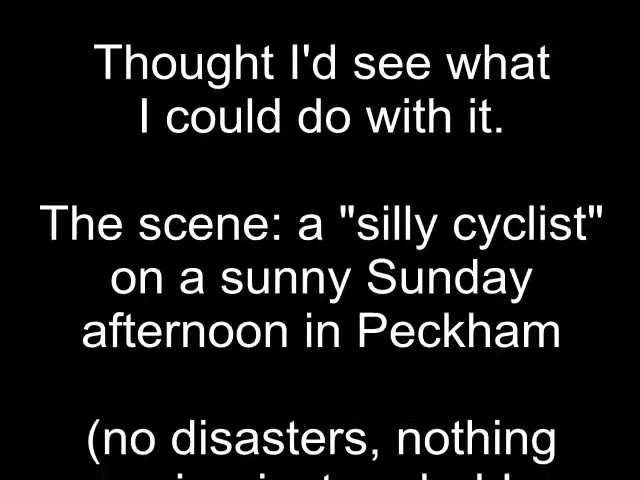 Thought I'd see what
I could do with it.
The scene: a "silly cyclist"
on a sunny Sunday
afternoon in Peckham
(no disasters, nothing